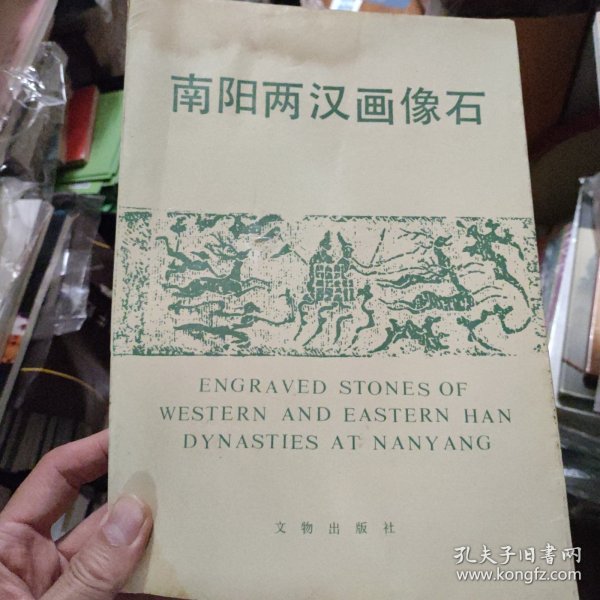 南阳两汉画像石
ENGRAVED STONES OF
WESTERN AND EASTERN HAN
DYNASTIES AT NANYANG
文物出版社
孔夫子旧书网
www.kongfz.com